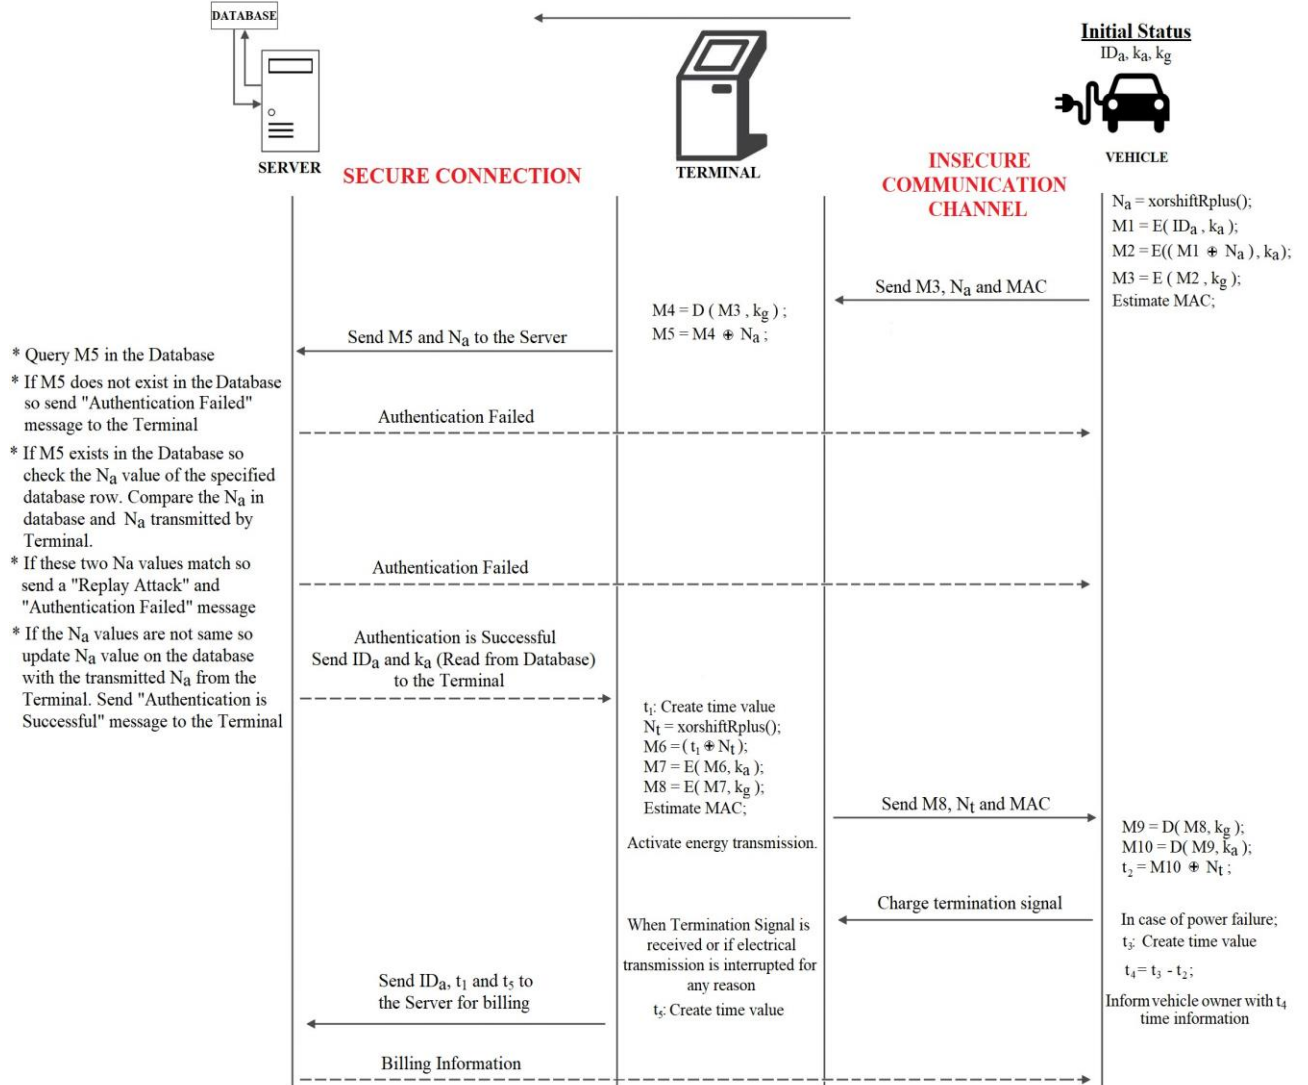 DATABASE
Initial Status
IDa, ka, kg
SERVER
SECURE CONNECTION
TERMINAL
INSECURE
COMMUNICATION
CHANNEL
VEHICLE
Na = xorshiftRplus();
M1 = E( IDa , ka );
M2 = E(( M1 ⊕ Na ) , ka);
M3 = E ( M2 , kg );
Estimate MAC;
Send M3, Na and MAC
M4 = D ( M3 , kg ) ;
M5 = M4 ⊕ Na ;
Send M5 and Na to the Server
* Query M5 in the Database
* If M5 does not exist in the Database
so send "Authentication Failed"
message to the Terminal
Authentication Failed
* If M5 exists in the Database so
check the Na value of the specified
database row. Compare the Na in
database and Na transmitted by
Terminal.
* If these two Na values match so
send a "Replay Attack" and
"Authentication Failed" message
Authentication Failed
* If the Na values are not same so
update Na value on the database
with the transmitted Na from the
Terminal. Send "Authentication is
Successful" message to the Terminal
Authentication is Successful
Send IDa and ka (Read from Database)
to the Terminal
t1: Create time value
Nt = xorshiftRplus();
M6 = ( t1 ⊕ Nt );
M7 = E( M6, ka );
M8 = E( M7, kg );
Estimate MAC;
Activate energy transmission.
Send M8, Nt and MAC
M9 = D( M8, kg );
M10 = D( M9, ka );
t2 = M10 ⊕ Nt ;
Charge termination signal
In case of power failure;
t3: Create time value
t4 = t3 - t2;
Inform vehicle owner with t4
time information
When Termination Signal is
received or if electrical
transmission is interrupted for
any reason
t5: Create time value
Send IDa, t1 and t5 to
the Server for billing
Billing Information